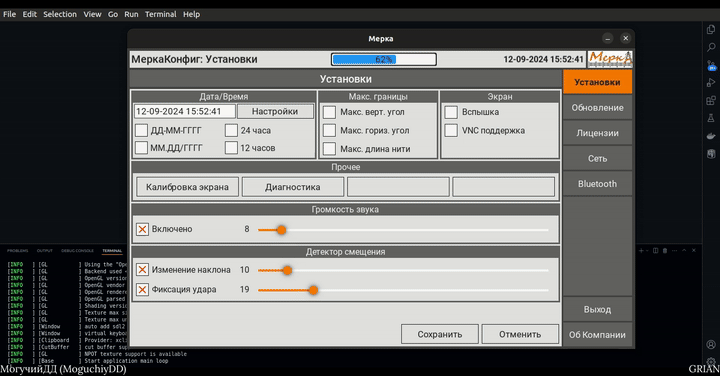 File Edit Selection View Go Run Terminal Help
Мерка
МеркаКонфиг: Установки
62%
12-09-2024 15:52:41
Мерка
Установки
Дата/Время
12-09-2024 15:52:41
Настройки
ДД-ММ-ГГГГ
24 часа
ММ.ДД/ГГГГ
12 часов
Макс. границы
Макс. верт. угол
Макс. гориз. угол
Макс. длина нити
Экран
Вспышка
VNC поддержка
Прочее
Калибровка экрана
Диагностика
Громкость звука
Включено 8
Детектор смещения
Изменение наклона 10
Фиксация удара 19
Сохранить
Отменить
Установки
Обновление
Лицензии
Сеть
Bluetooth
Выход
Об Компании
PROBLEMS OUTPUT DEBUG CONSOLE TERMINAL
[INFO ] [GL ] Using the "Ope
[INFO ] [GL ] Backend used
[INFO ] [GL ] OpenGL version
[INFO ] [GL ] OpenGL vendor
[INFO ] [GL ] OpenGL rendere
[INFO ] [GL ] OpenGL parsed
[INFO ] [GL ] Shading versi
[INFO ] [GL ] Texture max si
[INFO ] [GL ] Texture max un
[INFO ] [Window ] auto add sdl2
[INFO ] [Window ] virtual keyboa
[INFO ] [Clipboard ] Provider: xcli
[INFO ] [CutBuffer ] cut buffer sup
[INFO ] [GL ] NPOT texture support is available
[INFO ] [Base ] Start application main loop
МогучийДД (MoguchiyDD)
GRIAN